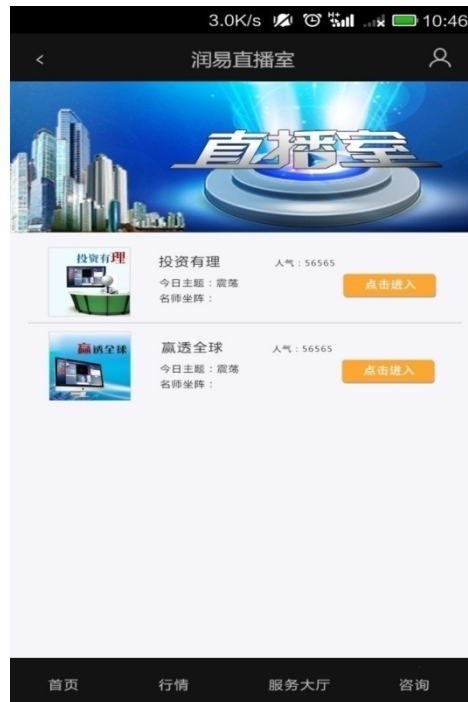 3.0K/s H+ 10:46
< 润易直播室
直播室
投资有理
投资有理 人气：56565
今日主题：震荡
名师坐阵：
点击进入
赢透全球
赢透全球 人气：56565
今日主题：震荡
名师坐阵：
点击进入
首页 行情 服务大厅 咨询